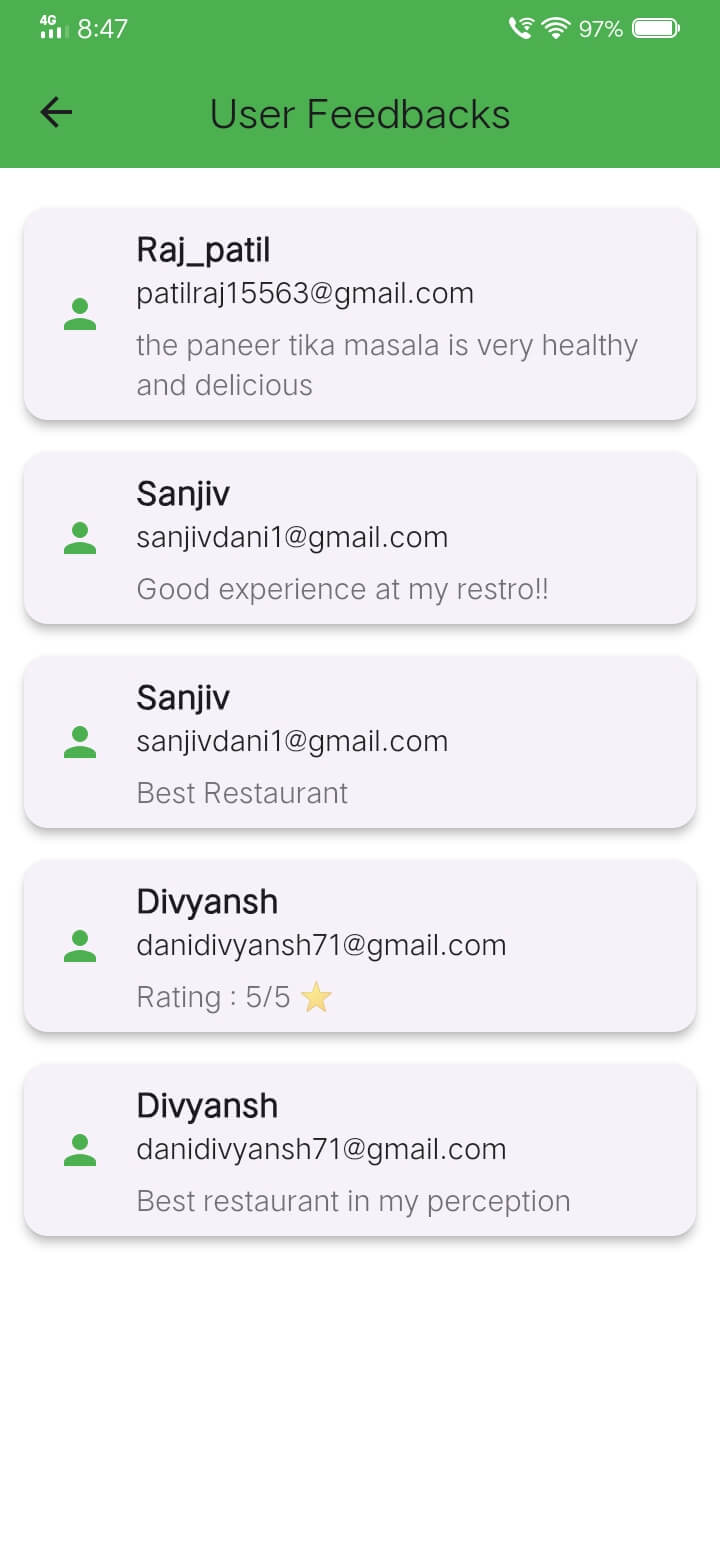 4G 8:47 97%
User Feedbacks
Raj_patil
patilraj15563@gmail.com
the paneer tika masala is very healthy
and delicious
Sanjiv
sanjivdani1@gmail.com
Good experience at my restro!!
Sanjiv
sanjivdani1@gmail.com
Best Restaurant
Divyansh
danidivyansh71@gmail.com
Rating : 5/5 ⭐
Divyansh
danidivyansh71@gmail.com
Best restaurant in my perception